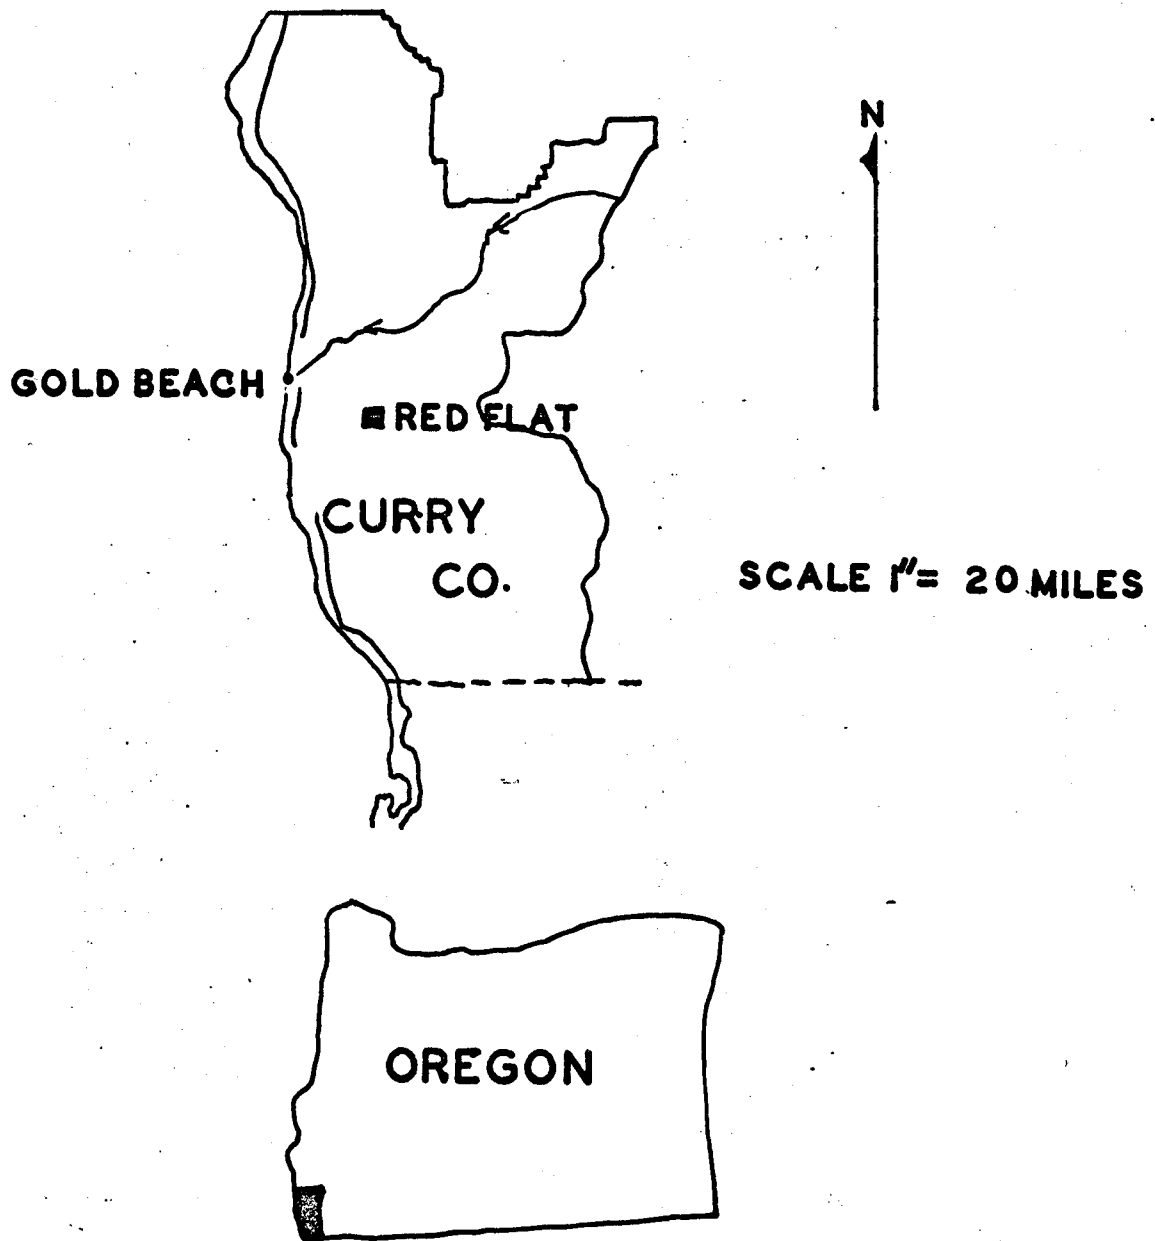 N
GOLD BEACH
RED FLAT
CURRY
CO.
SCALE 1"= 20 MILES
OREGON